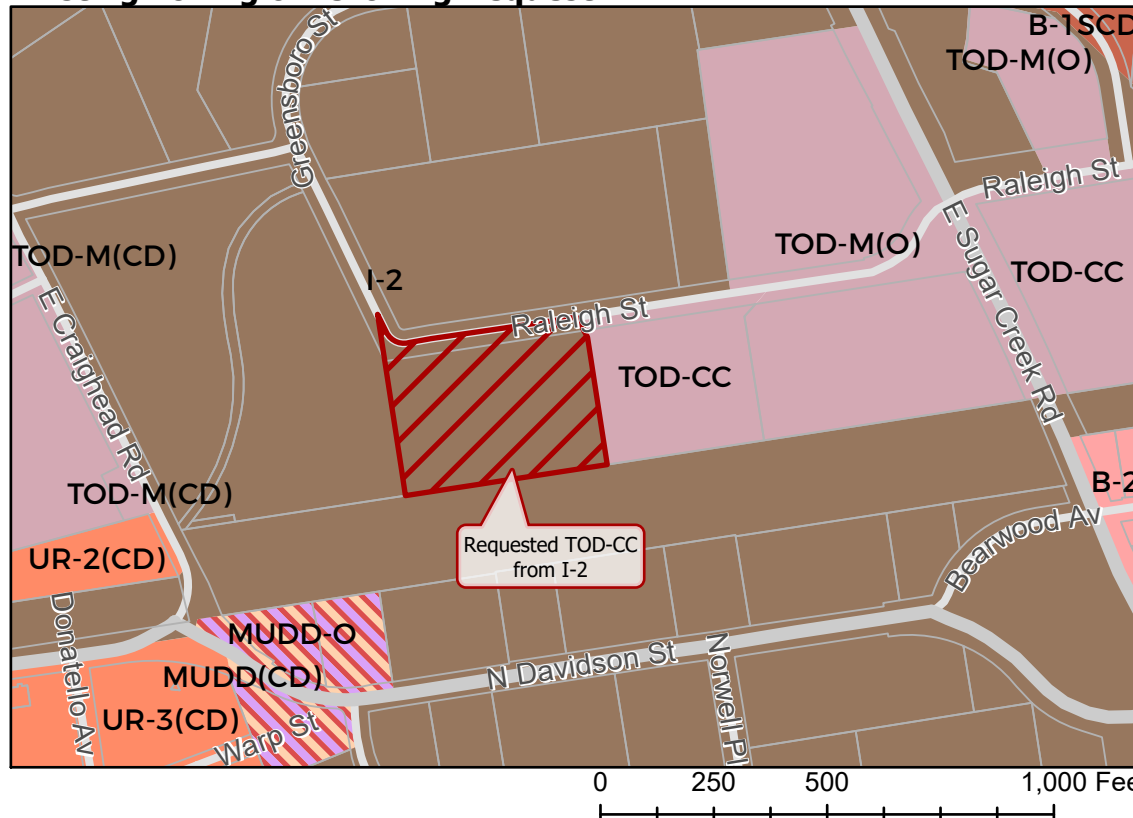 B-1SCD
TOD-M(O)
Greensboro St
Raleigh St
TOD-M(O)
E Sugar Creek Rd
TOD-CC
TOD-M(CD)
I-2
Raleigh St
E Craighead Rd
TOD-CC
TOD-M(CD)
B-2
Requested TOD-CC
from I-2
Bearwood Av
UR-2(CD)
Donatello Av
MUDD-O
MUDD(CD)
N Davidson St
Norwell Pl
UR-3(CD)
Warp St
0 250 500 1,000 Fee